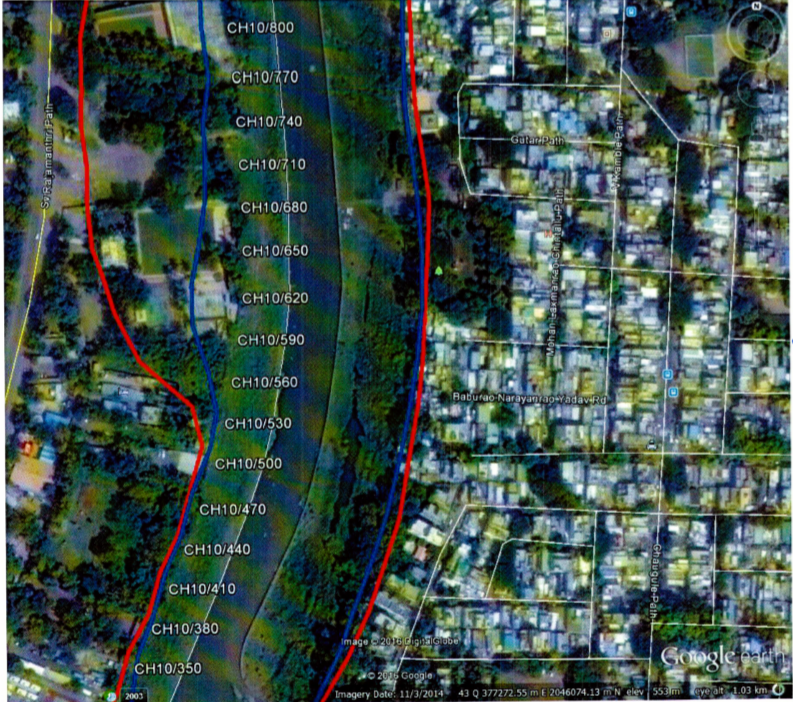 CH10/800
CH10/770
CH10/740
CH10/710
CH10/680
CH10/650
CH10/620
CH10/590
CH10/560
CH10/530
CH10/500
CH10/470
CH10/440
CH10/410
CH10/380
CH10/350
N
Gatar Path
Baburao Narayanrao Yadav Rd
Ghorgule Path
Image © 2016 DigitalGlobe
© 2016 Google
Google earth
2003
Imagery Date: 11/3/2014 43 Q 377272.55 m E 2046074.13 m N elev 553 m eye alt 1.03 km